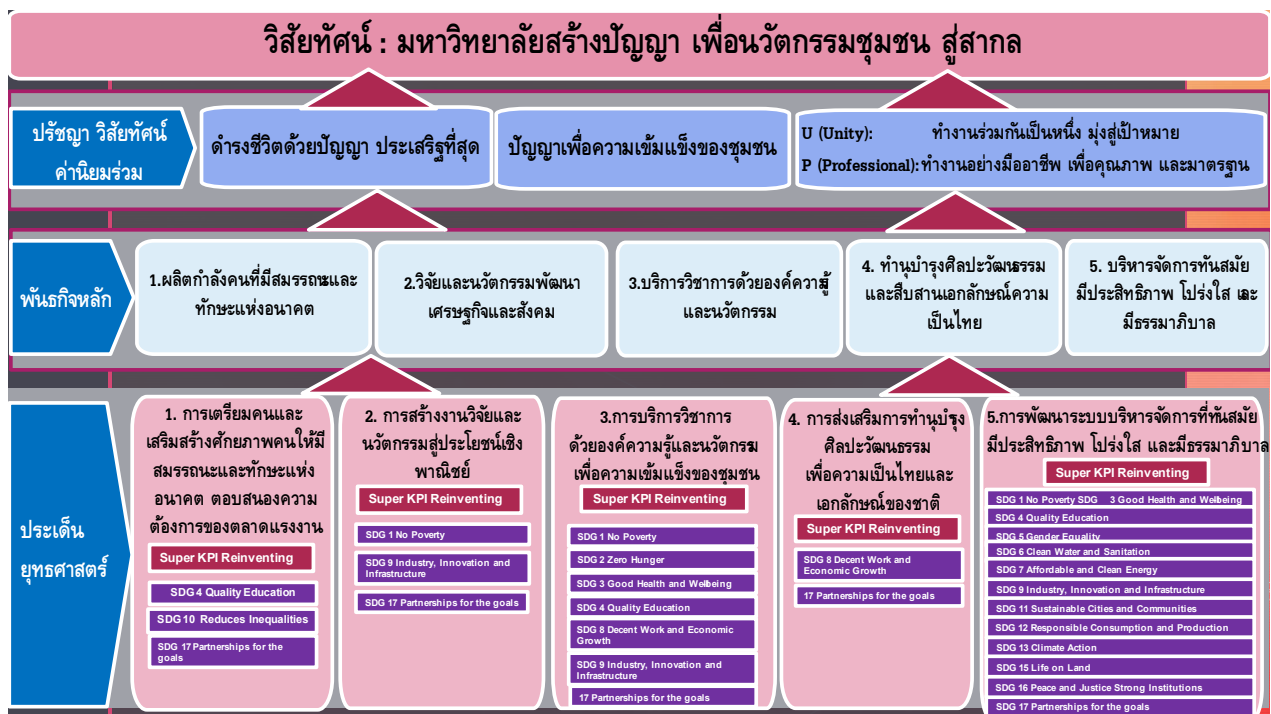 วิสัยทัศน์ : มหาวิทยาลัยสร้างปัญญา เพื่อนวัตกรรมชุมชน สู่สากล
ปรัชญา วิสัยทัศน์
ค่านิยมร่วม
ดำรงชีวิตด้วยปัญญา ประเสริฐที่สุด
ปัญญาเพื่อความเข้มแข็งของชุมชน
U (Unity): ทำงานร่วมกันเป็นหนึ่ง มุ่งสู่เป้าหมาย
P (Professional): ทำงานอย่างมืออาชีพ เพื่อคุณภาพ และมาตรฐาน
พันธกิจหลัก
1.ผลิตกำลังคนที่มีสมรรถนะและ
ทักษะแห่งอนาคต
2.วิจัยและนวัตกรรมพัฒนา
เศรษฐกิจและสังคม
3.บริการวิชาการด้วยองค์ความรู้
และนวัตกรรม
4. ทำนุบำรุงศิลปะวัฒนธรรม
และสืบสานเอกลักษณ์ความ
เป็นไทย
5. บริหารจัดการทันสมัย
มีประสิทธิภาพ โปร่งใส และ
มีธรรมาภิบาล
ประเด็น
ยุทธศาสตร์
1. การเตรียมคนและ
เสริมสร้างศักยภาพคนให้มี
สมรรถนะและทักษะแห่ง
อนาคต ตอบสนองความ
ต้องการของตลาดแรงงาน
Super KPI Reinventing
SDG 4 Quality Education
SDG 10 Reduces Inequalities
SDG 17 Partnerships for the
goals
2. การสร้างงานวิจัยและ
นวัตกรรมสู่ประโยชน์เชิง
พาณิชย์
Super KPI Reinventing
SDG 1 No Poverty
SDG 9 Industry, Innovation and
Infrastructure
SDG 17 Partnerships for the goals
3.การบริการวิชาการ
ด้วยองค์ความรู้และนวัตกรรม
เพื่อความเข้มแข็งของชุมชน
Super KPI Reinventing
SDG 1 No Poverty
SDG 2 Zero Hunger
SDG 3 Good Health and Well-being
SDG 4 Quality Education
SDG 8 Decent Work and Economic
Growth
SDG 9 Industry, Innovation and
Infrastructure
17 Partnerships for the goals
4. การส่งเสริมการทำนุบำรุง
ศิลปะวัฒนธรรม
เพื่อความเป็นไทยและ
เอกลักษณ์ของชาติ
Super KPI Reinventing
SDG 8 Decent Work and
Economic Growth
17 Partnerships for the goals
5.การพัฒนาระบบบริหารจัดการที่ทันสมัย
มีประสิทธิภาพ โปร่งใส และมีธรรมาภิบาล
Super KPI Reinventing
SDG 1 No Poverty SDG 3 Good Health and Well-being
SDG 4 Quality Education
SDG 5 Gender Equality
SDG 6 Clean Water and Sanitation
SDG 7 Affordable and Clean Energy
SDG 9 Industry, Innovation and Infrastructure
SDG 11 Sustainable Cities and Communities
SDG 12 Responsible Consumption and Production
SDG 13 Climate Action
SDG 15 Life on Land
SDG 16 Peace and Justice Strong Institutions
SDG 17 Partnerships for the goals